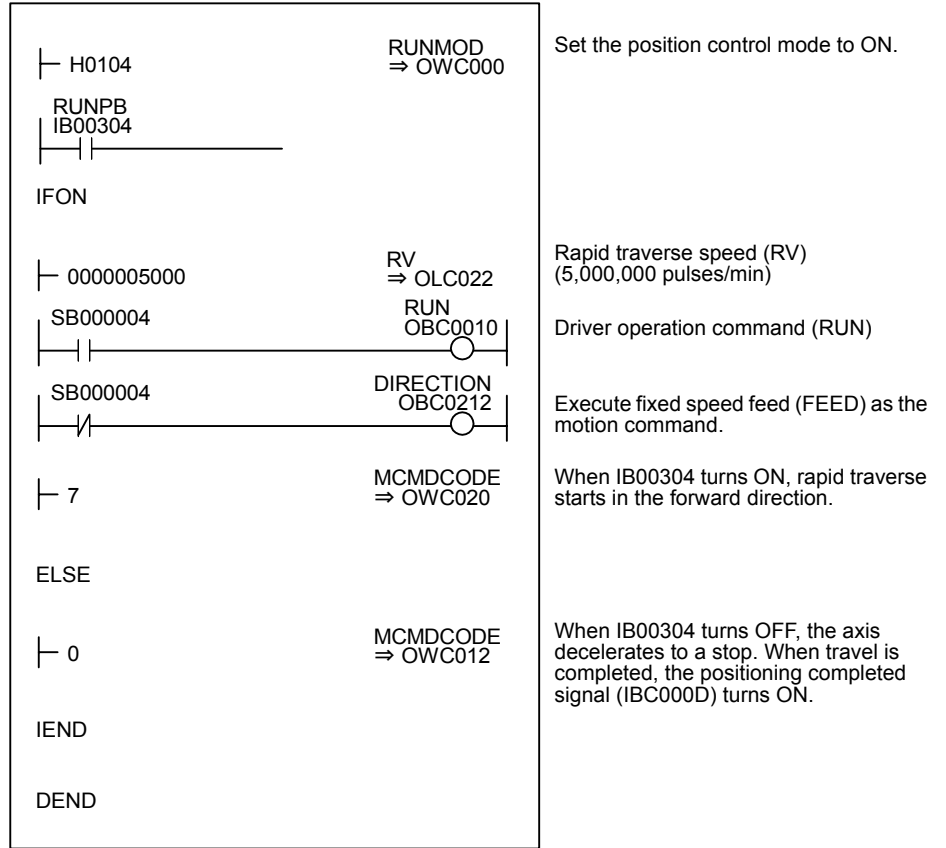 H0104
RUNMOD
⇒ OWC000
Set the position control mode to ON.
RUNPB
IB00304
IFON
0000005000
RV
⇒ OLC022
Rapid traverse speed (RV)
(5,000,000 pulses/min)
SB000004
RUN
OBC0010
Driver operation command (RUN)
SB000004
DIRECTION
OBC0212
Execute fixed speed feed (FEED) as the
motion command.
7
MCMDCODE
⇒ OWC020
When IB00304 turns ON, rapid traverse
starts in the forward direction.
ELSE
0
MCMDCODE
⇒ OWC012
When IB00304 turns OFF, the axis
decelerates to a stop. When travel is
completed, the positioning completed
signal (IBC000D) turns ON.
IEND
DEND